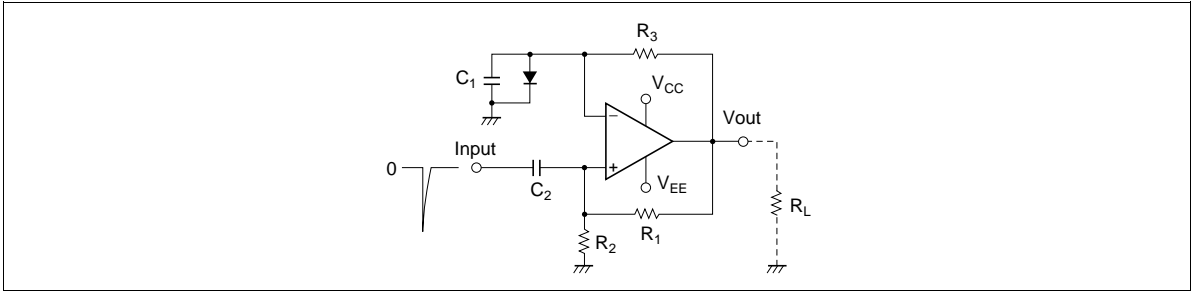 R3
C1
VCC
Vout
Input
0
−
+
C2
VEE
RL
R1
R2